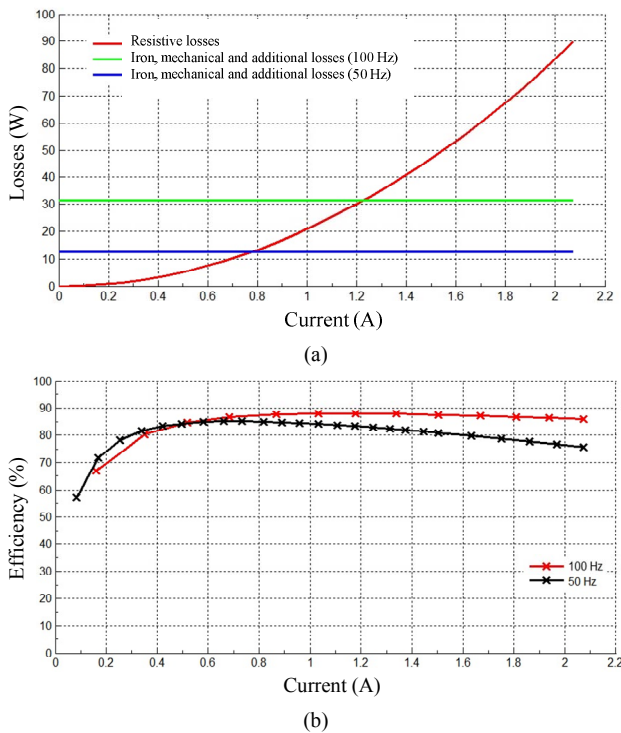 100
90
80
70
60
50
40
30
20
10
0
Losses (W)
Resistive losses
Iron, mechanical and additional losses (100 Hz)
Iron, mechanical and additional losses (50 Hz)
0 0.2 0.4 0.6 0.8 1 1.2 1.4 1.6 1.8 2 2.2
Current (A)
(a)
100
90
80
70
60
50
40
30
20
10
0
Efficiency (%)
100 Hz
50 Hz
0 0.2 0.4 0.6 0.8 1 1.2 1.4 1.6 1.8 2 2.2
Current (A)
(b)